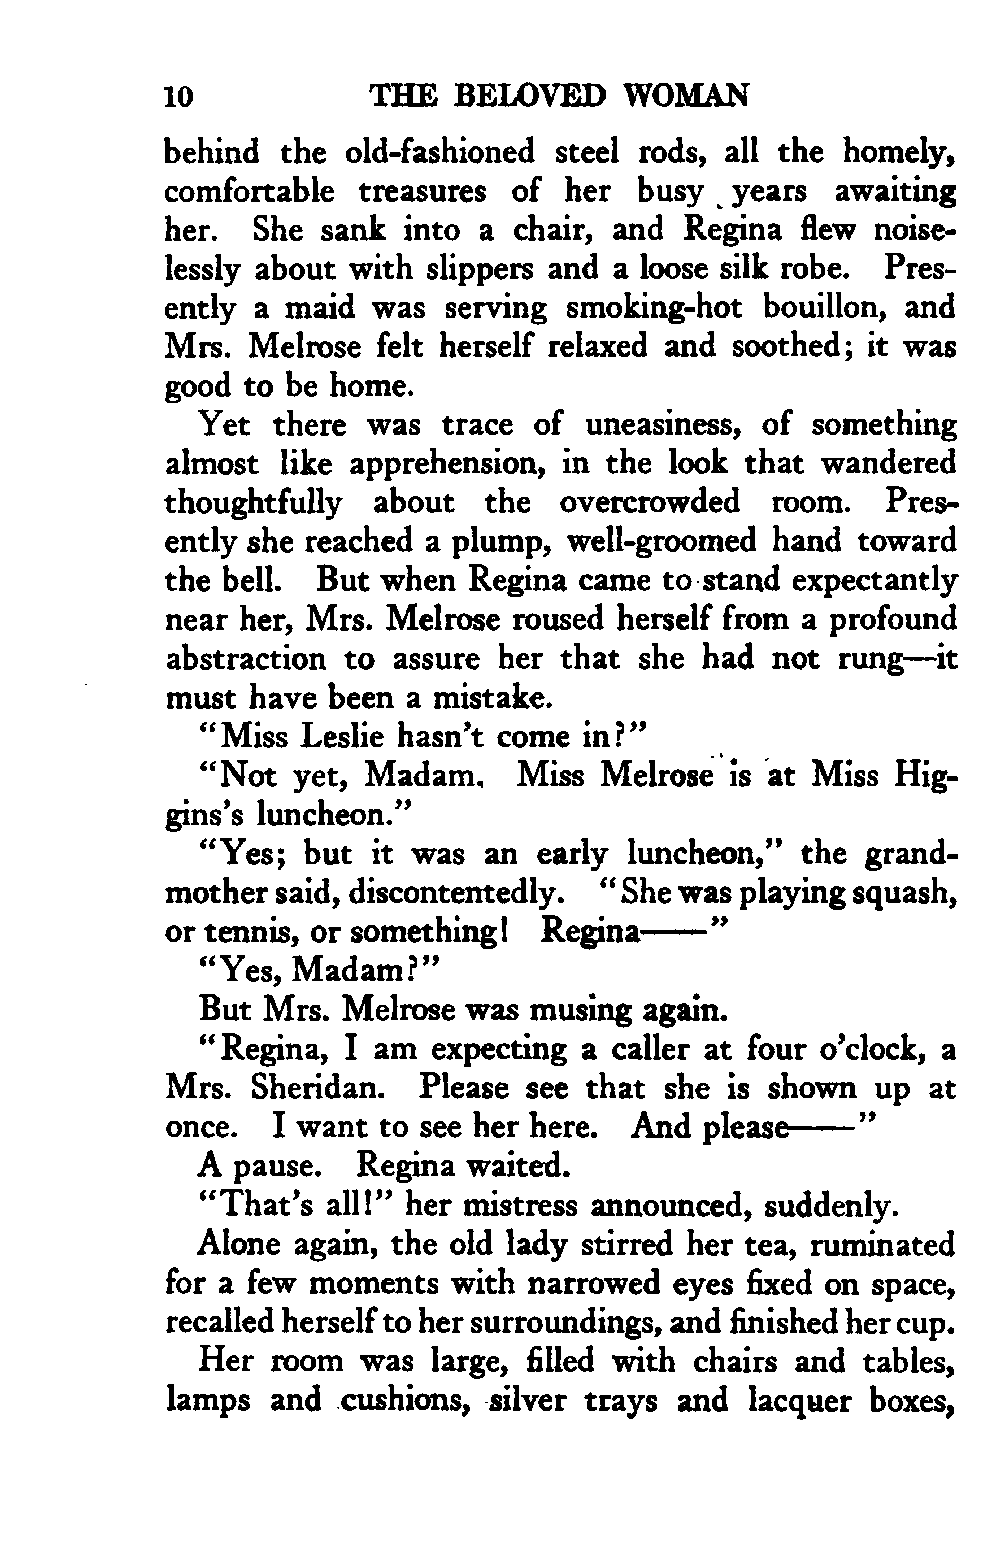 10 THE BELOVED WOMAN
behind the old-fashioned steel rods, all the homely,
comfortable treasures of her busy years awaiting
her. She sank into a chair, and Regina flew noise-
lessly about with slippers and a loose silk robe. Pres-
ently a maid was serving smoking-hot bouillon, and
Mrs. Melrose felt herself relaxed and soothed; it was
good to be home.
Yet there was trace of uneasiness, of something
almost like apprehension, in the look that wandered
thoughtfully about the overcrowded room. Pres-
ently she reached a plump, well-groomed hand toward
the bell. But when Regina came to stand expectantly
near her, Mrs. Melrose roused herself from a profound
abstraction to assure her that she had not rung—it
must have been a mistake.
"Miss Leslie hasn't come in?"
"Not yet, Madam. Miss Melrose is at Miss Hig-
gins's luncheon."
"Yes; but it was an early luncheon," the grand-
mother said, discontentedly. "She was playing squash,
or tennis, or something! Regina——"
"Yes, Madam?"
But Mrs. Melrose was musing again.
"Regina, I am expecting a caller at four o'clock, a
Mrs. Sheridan. Please see that she is shown up at
once. I want to see her here. And please——"
A pause. Regina waited.
"That's all!" her mistress announced, suddenly.
Alone again, the old lady stirred her tea, ruminated
for a few moments with narrowed eyes fixed on space,
recalled herself to her surroundings, and finished her cup.
Her room was large, filled with chairs and tables,
lamps and cushions, silver trays and lacquer boxes,